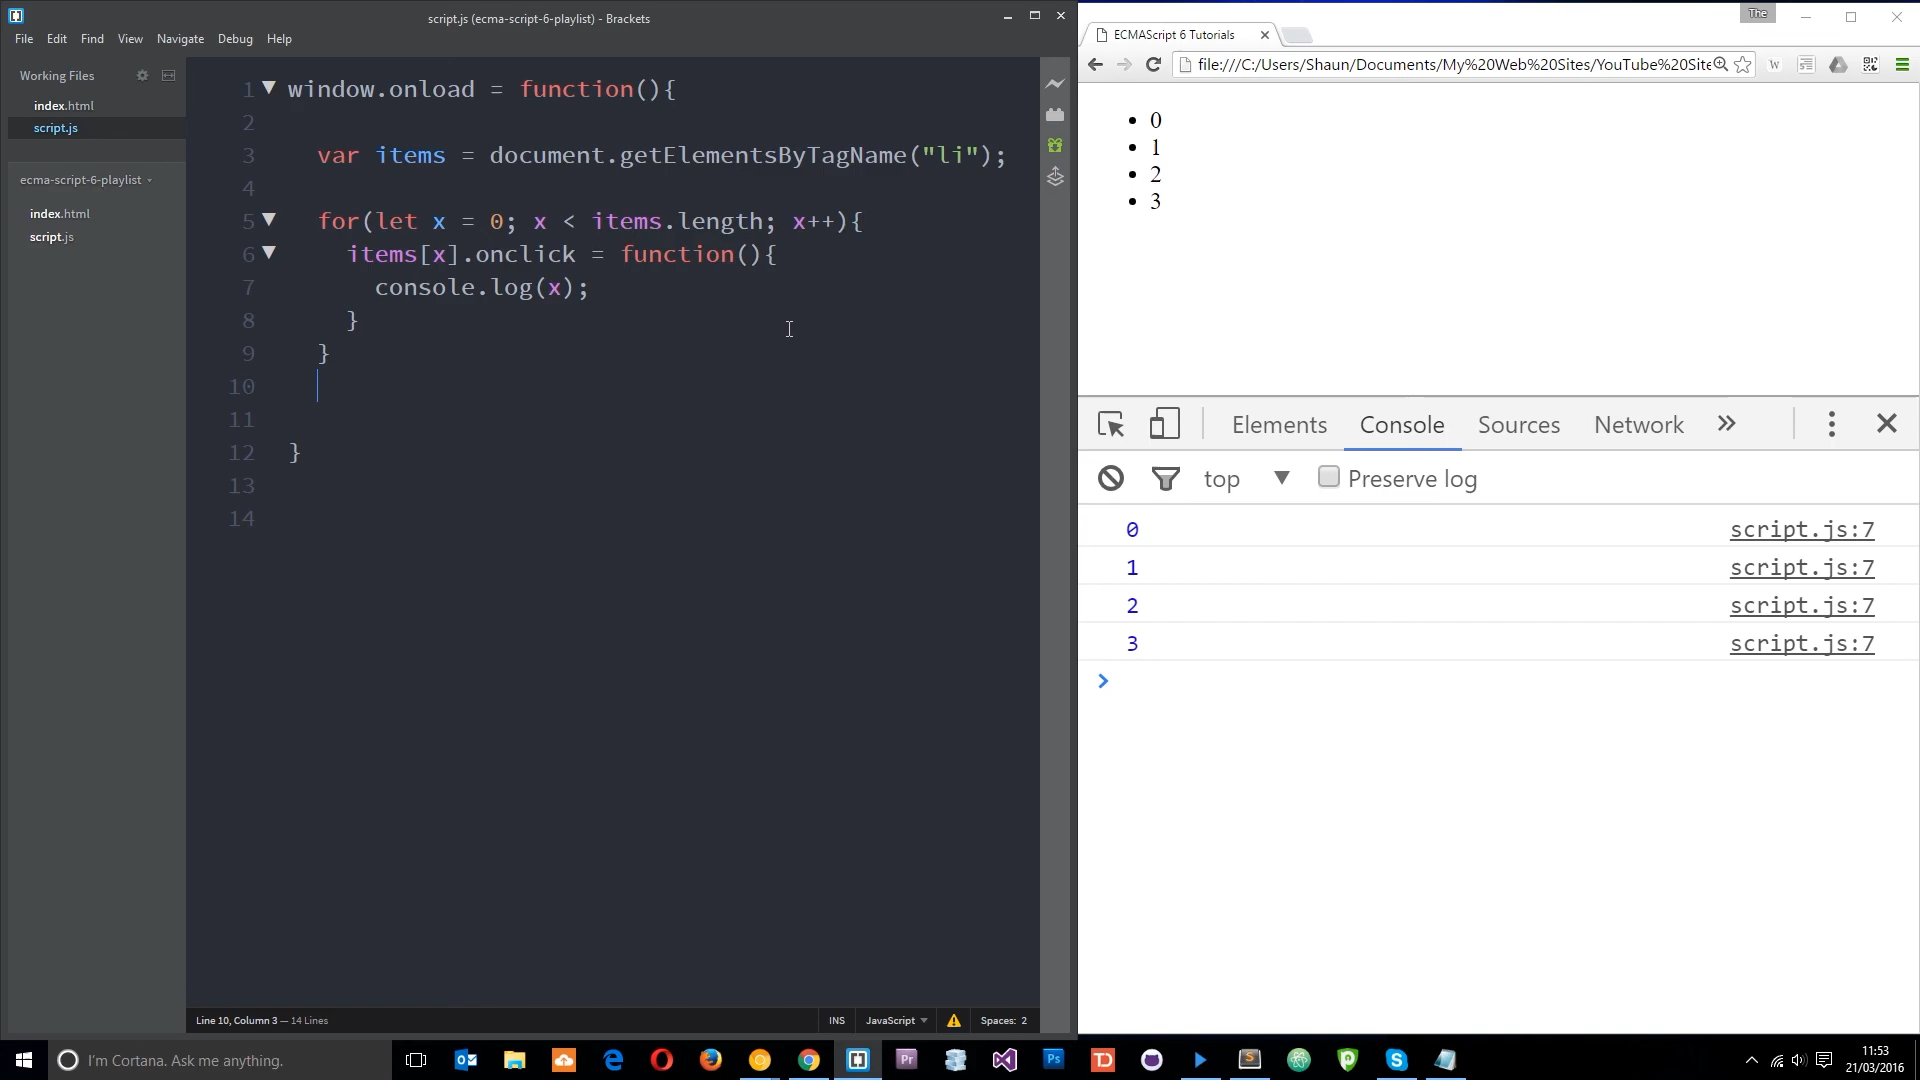 script.js (ecma-script-6-playlist) - Brackets
File Edit Find View Navigate Debug Help
Working Files
index.html
script.js
ecma-script-6-playlist
index.html
script.js
1 window.onload = function(){
2
3 var items = document.getElementsByTagName("li");
4
5 for(let x = 0; x < items.length; x++){
6 items[x].onclick = function(){
7 console.log(x);
8 }
9 }
10
11
12 }
13
14
Line 10, Column 3 — 14 Lines
INS JavaScript Spaces: 2
The
ECMAScript 6 Tutorials
file:///C:/Users/Shaun/Documents/My%20Web%20Sites/YouTube%20Site
0
1
2
3
Elements Console Sources Network
top Preserve log
0 script.js:7
1 script.js:7
2 script.js:7
3 script.js:7
I'm Cortana. Ask me anything.
11:53
21/03/2016